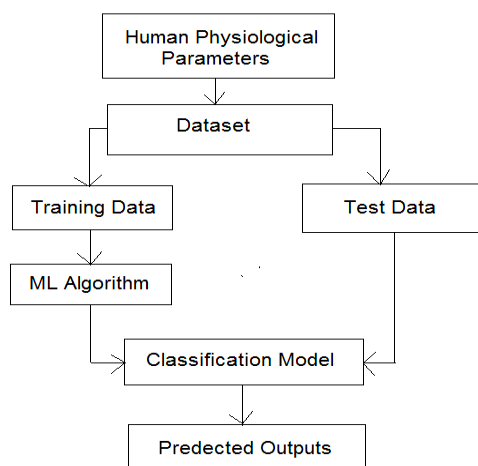 Human Physiological
Parameters
Dataset
Training Data
Test Data
ML Algorithm
Classification Model
Predected Outputs